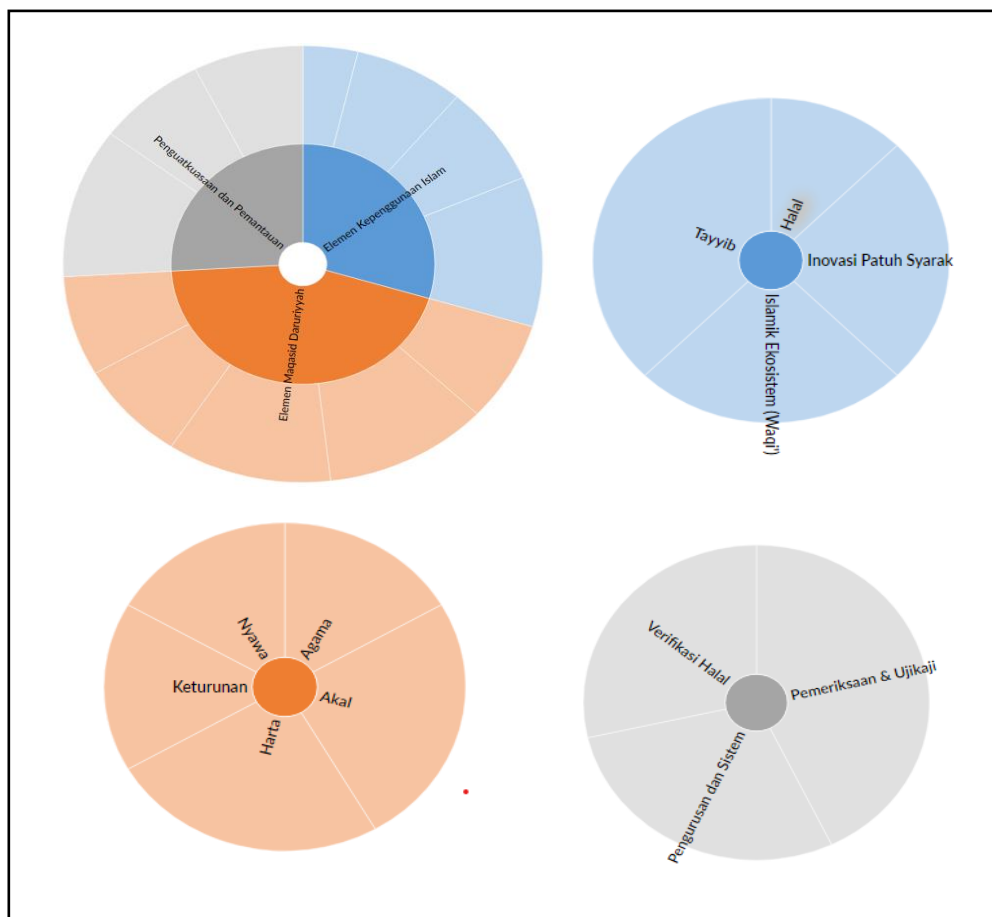 Penguatkuasaan dan Pemantauan
Elemen Kepenggunaan Islam
Elemen Maqasid Daruriyyah
Halal
Tayyib
Inovasi Patuh Syarak
Islamik Ekosistem (Waqi')
Nyawa
Agama
Keturunan
Akal
Harta
Verifikasi Halal
Pemeriksaan & Ujikaji
Pengurusan dan Sistem